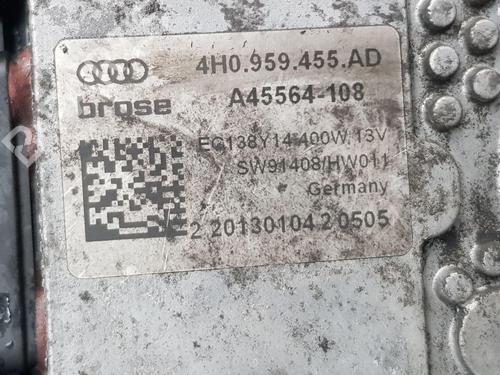 4H0.959.455.AD
brose
A45564-108
EC138Y14 400W, 13V
SW91408/HW011
Germany
2 20130104 2 0505